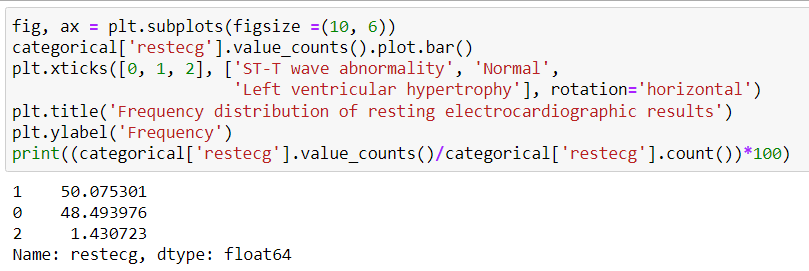 fig, ax = plt.subplots(figsize =(10, 6))
categorical['restecg'].value_counts().plot.bar()
plt.xticks([0, 1, 2], ['ST-T wave abnormality', 'Normal',
                       'Left ventricular hypertrophy'], rotation='horizontal')
plt.title('Frequency distribution of resting electrocardiographic results')
plt.ylabel('Frequency')
print((categorical['restecg'].value_counts()/categorical['restecg'].count())*100)
1    50.075301
0    48.493976
2     1.430723
Name: restecg, dtype: float64